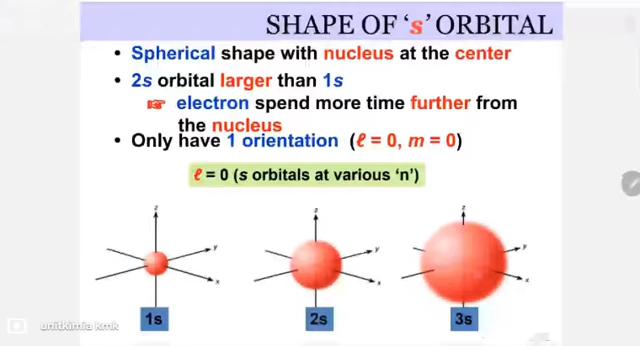 SHAPE OF ‘s’ ORBITAL
• Spherical shape with nucleus at the center
• 2s orbital larger than 1s
☞ electron spend more time further from
the nucleus
• Only have 1 orientation (ℓ = 0, m = 0)
ℓ = 0 (s orbitals at various ‘n’)
z z z
y y y
x x x
1s 2s 3s
unitkimia kmk